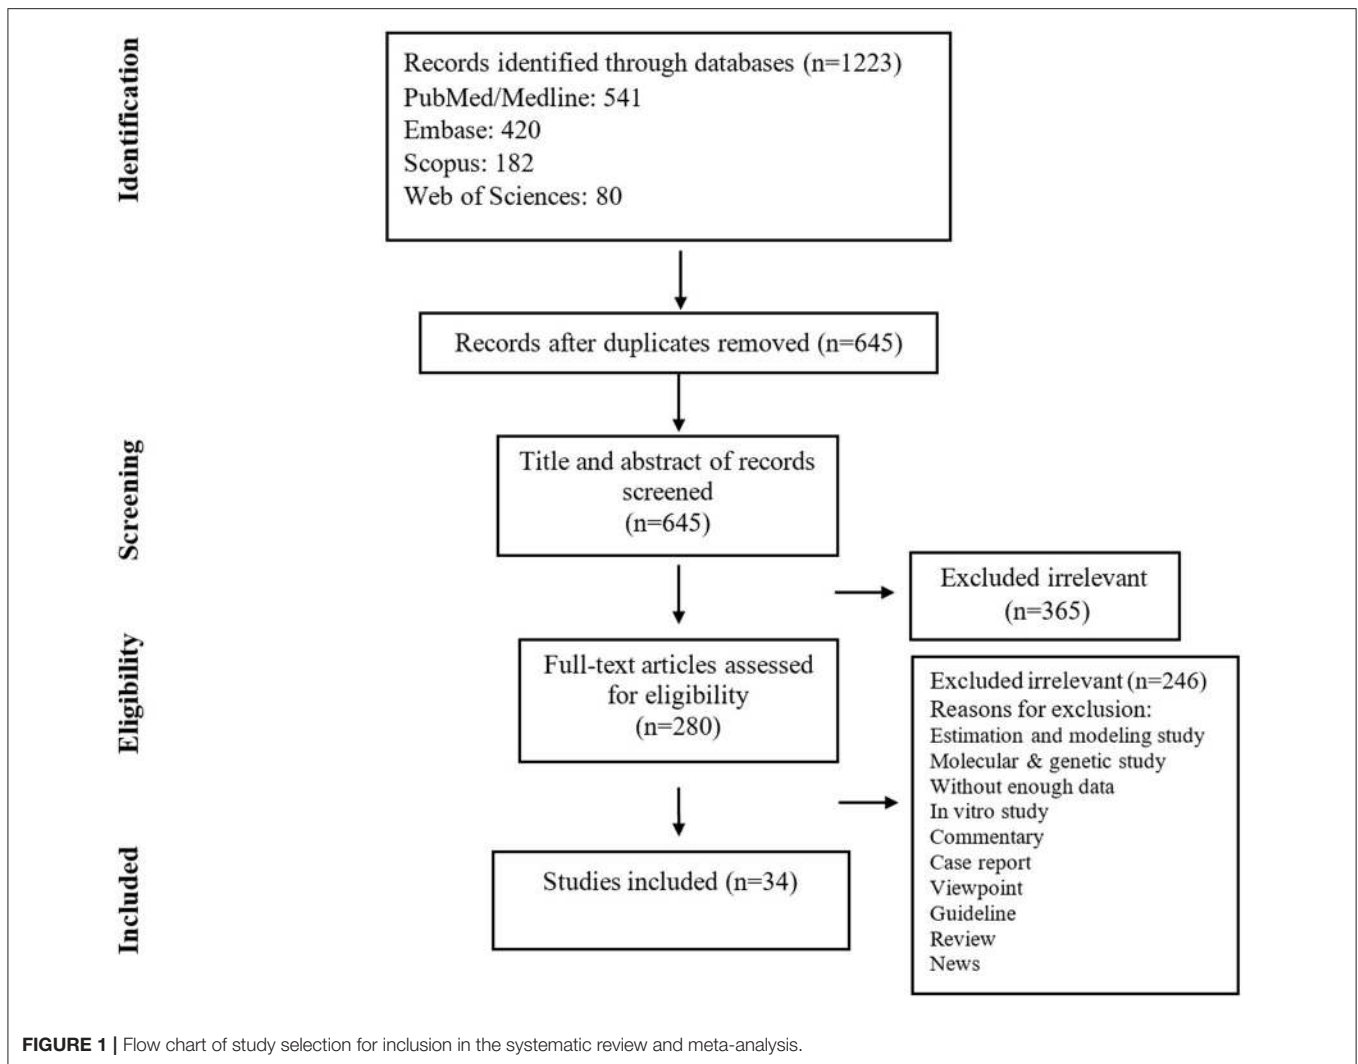 Identification
Records identified through databases (n=1223)
PubMed/Medline: 541
Embase: 420
Scopus: 182
Web of Sciences: 80
Records after duplicates removed (n=645)
Screening
Title and abstract of records
screened
(n=645)
Excluded irrelevant
(n=365)
Eligibility
Full-text articles assessed
for eligibility
(n=280)
Excluded irrelevant (n=246)
Reasons for exclusion:
Estimation and modeling study
Molecular & genetic study
Without enough data
In vitro study
Commentary
Case report
Viewpoint
Guideline
Review
News
Included
Studies included (n=34)
FIGURE 1 | Flow chart of study selection for inclusion in the systematic review and meta-analysis.